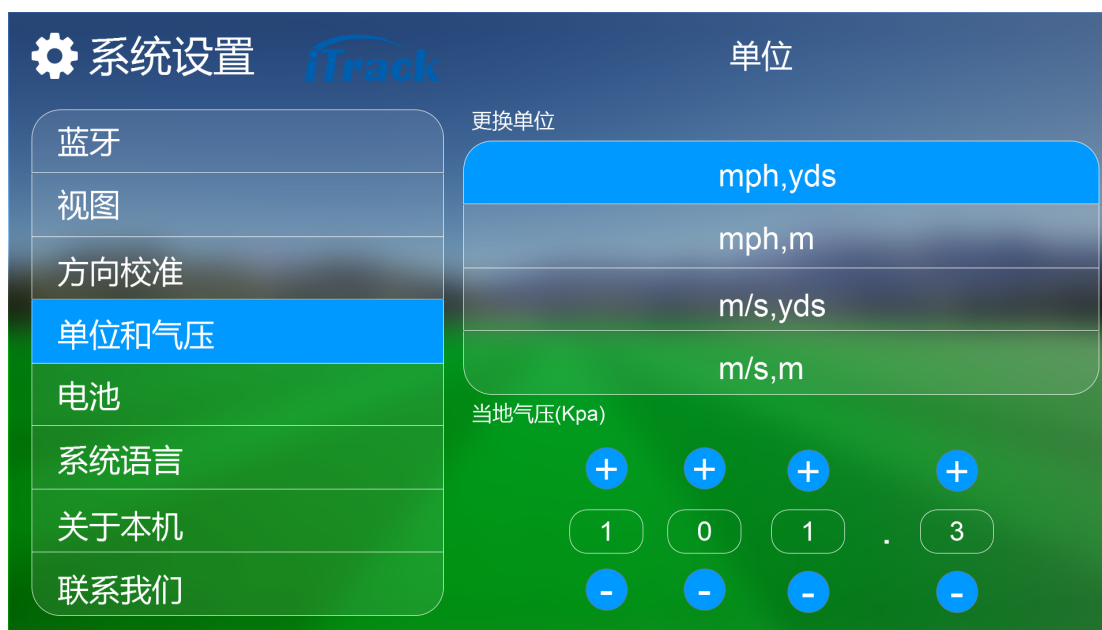 系统设置
iTrack
单位
蓝牙
视图
方向校准
单位和气压
电池
系统语言
关于本机
联系我们
更换单位
mph,yds
mph,m
m/s,yds
m/s,m
当地气压(Kpa)
+ + + +
1 0 1 . 3
- - - -